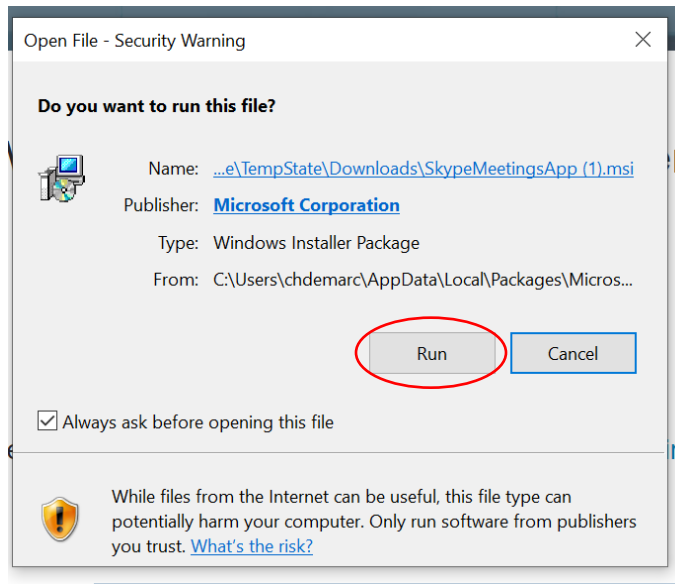 Open File - Security Warning
Do you want to run this file?
Name: ...e\TempState\Downloads\SkypeMeetingsApp (1).msi
Publisher: Microsoft Corporation
Type: Windows Installer Package
From: C:\Users\chdemarc\AppData\Local\Packages\Micros...
Run Cancel
Always ask before opening this file
While files from the Internet can be useful, this file type can
potentially harm your computer. Only run software from publishers
you trust. What's the risk?